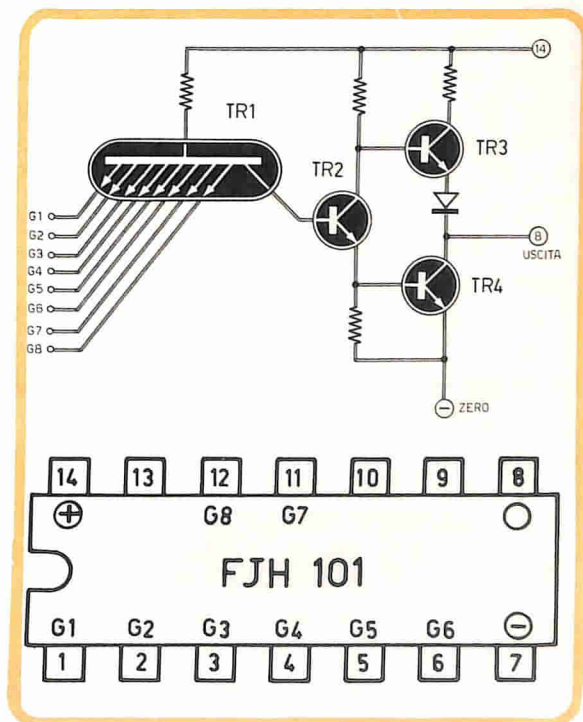 14
TR1
TR3
TR2
G1
G2
G3
G4
G5
G6
G7
G8
8
USCITA
TR4
ZERO
14 13 12 11 10 9 8
G8 G7
FJH 101
G1 G2 G3 G4 G5 G6
1 2 3 4 5 6 7